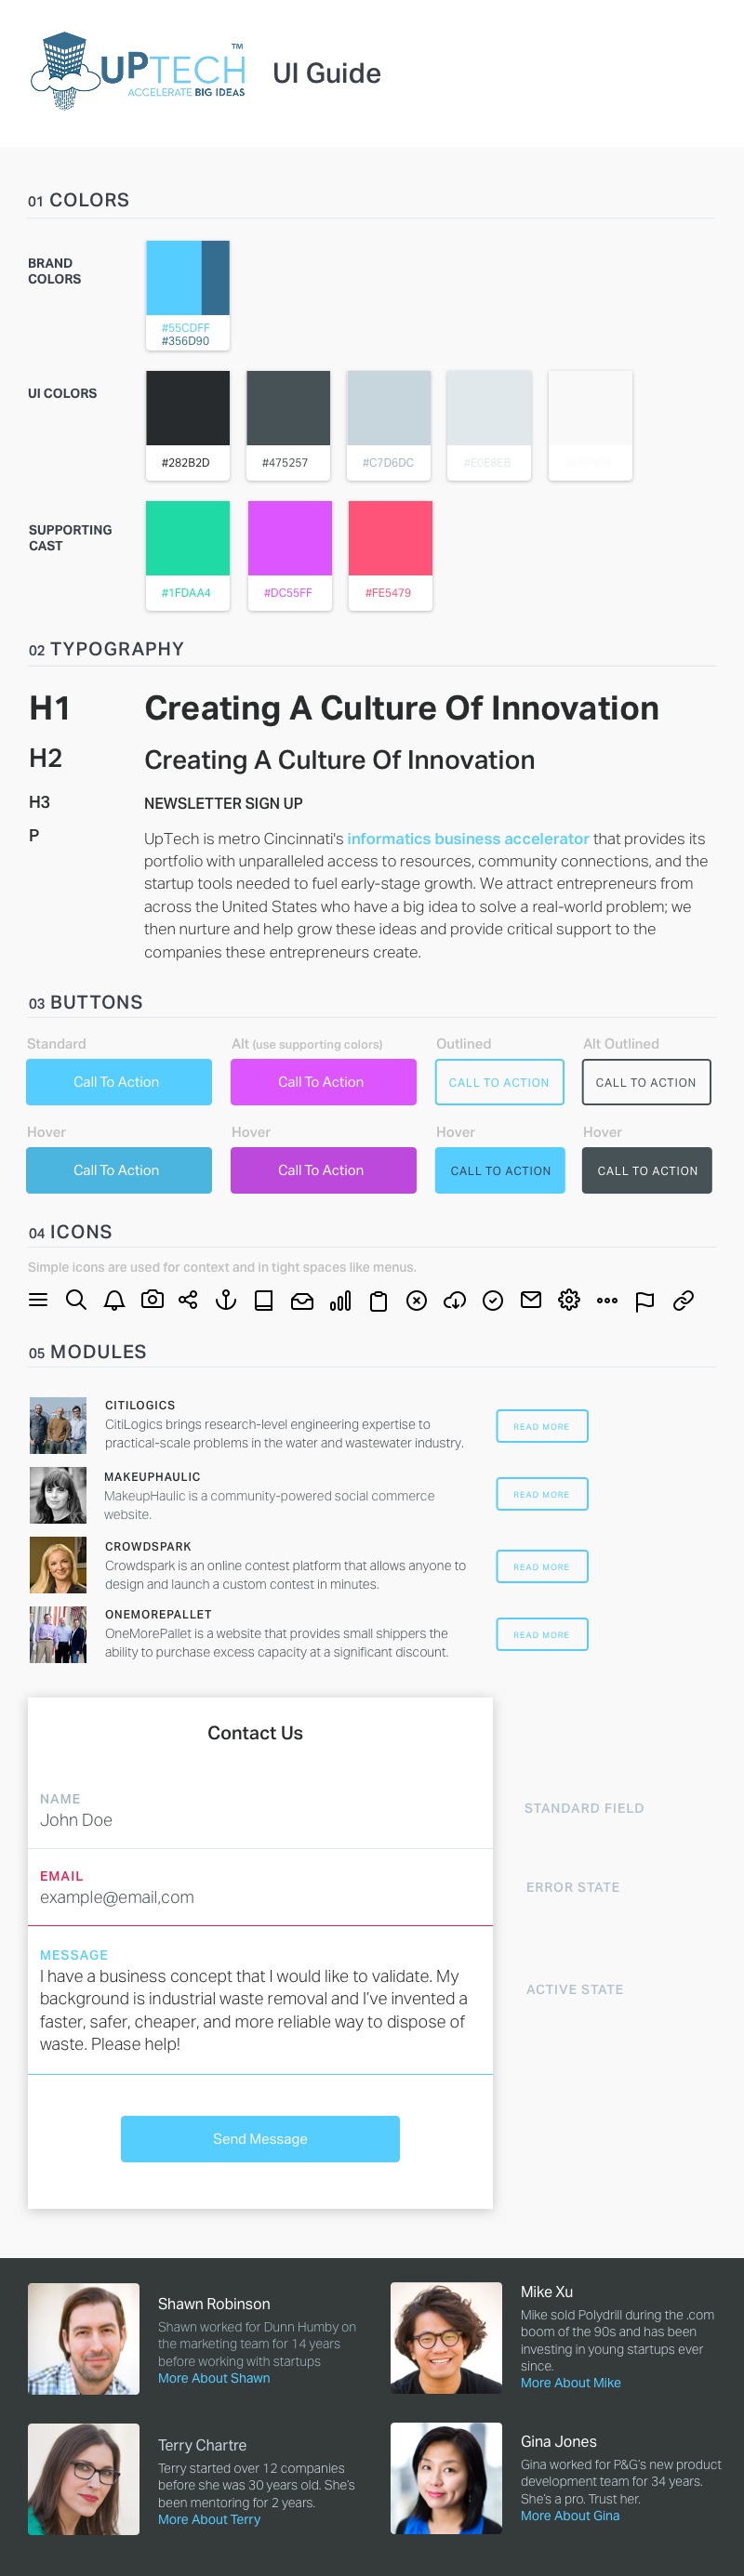 UPTECH™
ACCELERATE BIG IDEAS
UI Guide
01 COLORS
BRAND
COLORS
#55CDFF
#356D90
UI COLORS
#282B2D
#475257
#C7D6DC
#E0E8EB
SUPPORTING
CAST
#1FDAA4
#DC55FF
#FE5479
02 TYPOGRAPHY
H1
Creating A Culture Of Innovation
H2
Creating A Culture Of Innovation
H3
NEWSLETTER SIGN UP
P
UpTech is metro Cincinnati's informatics business accelerator that provides its
portfolio with unparalleled access to resources, community connections, and the
startup tools needed to fuel early-stage growth. We attract entrepreneurs from
across the United States who have a big idea to solve a real-world problem; we
then nurture and help grow these ideas and provide critical support to the
companies these entrepreneurs create.
03 BUTTONS
Standard
Alt (use supporting colors)
Outlined
Alt Outlined
Call To Action
Call To Action
CALL TO ACTION
CALL TO ACTION
Hover
Hover
Hover
Hover
Call To Action
Call To Action
CALL TO ACTION
CALL TO ACTION
04 ICONS
Simple icons are used for context and in tight spaces like menus.
05 MODULES
CITILOGICS
CitiLogics brings research-level engineering expertise to
practical-scale problems in the water and wastewater industry.
READ MORE
MAKEUPHAULIC
MakeupHaulic is a community-powered social commerce
website.
READ MORE
CROWDSPARK
Crowdspark is an online contest platform that allows anyone to
design and launch a custom contest in minutes.
READ MORE
ONEMOREPALLET
OneMorePallet is a website that provides small shippers the
ability to purchase excess capacity at a significant discount.
READ MORE
Contact Us
NAME
John Doe
STANDARD FIELD
EMAIL
example@email,com
ERROR STATE
MESSAGE
I have a business concept that I would like to validate. My
background is industrial waste removal and I've invented a
faster, safer, cheaper, and more reliable way to dispose of
waste. Please help!
ACTIVE STATE
Send Message
Shawn Robinson
Shawn worked for Dunn Humby on
the marketing team for 14 years
before working with startups
More About Shawn
Mike Xu
Mike sold Polydrill during the .com
boom of the 90s and has been
investing in young startups ever
since.
More About Mike
Terry Chartre
Terry started over 12 companies
before she was 30 years old. She's
been mentoring for 2 years.
More About Terry
Gina Jones
Gina worked for P&G's new product
development team for 34 years.
She's a pro. Trust her.
More About Gina